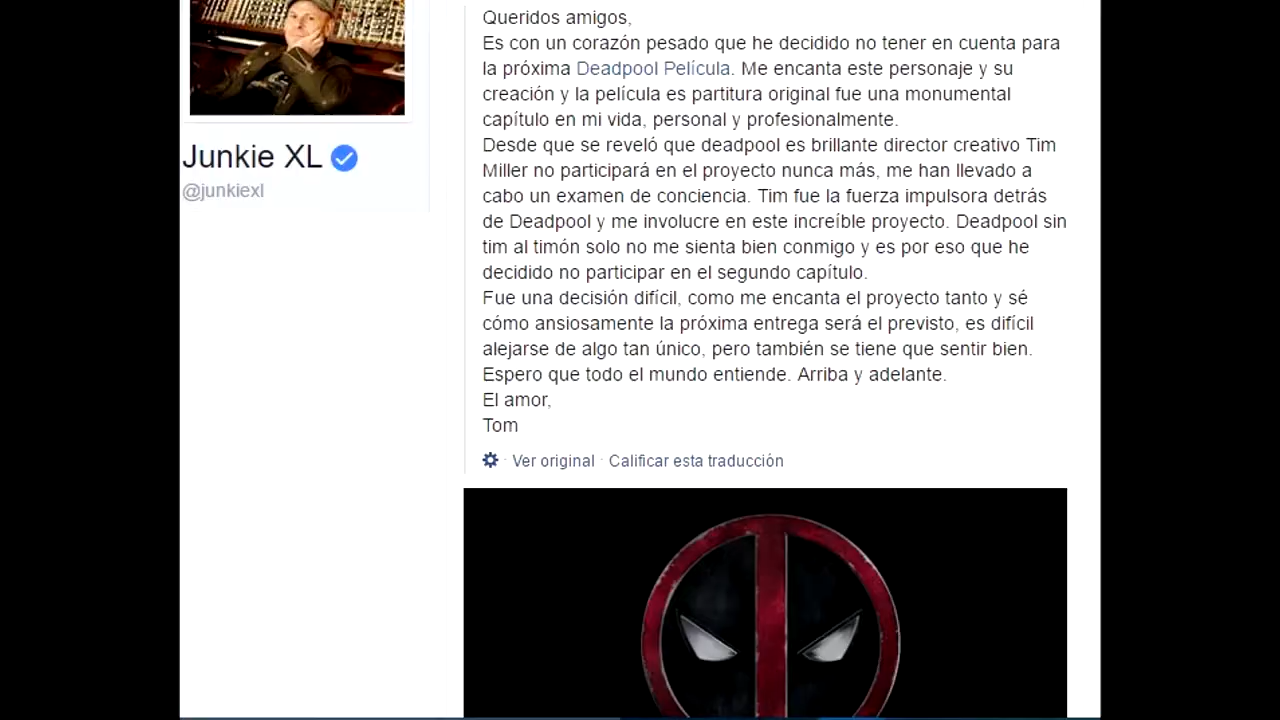 Junkie XL
@junkiexl
Queridos amigos,
Es con un corazón pesado que he decidido no tener en cuenta para
la próxima Deadpool Película. Me encanta este personaje y su
creación y la película es partitura original fue una monumental
capítulo en mi vida, personal y profesionalmente.
Desde que se reveló que deadpool es brillante director creativo Tim
Miller no participará en el proyecto nunca más, me han llevado a
cabo un examen de conciencia. Tim fue la fuerza impulsora detrás
de Deadpool y me involucre en este increíble proyecto. Deadpool sin
tim al timón solo no me sienta bien conmigo y es por eso que he
decidido no participar en el segundo capítulo.
Fue una decisión difícil, como me encanta el proyecto tanto y sé
cómo ansiosamente la próxima entrega será el previsto, es difícil
alejarse de algo tan único, pero también se tiene que sentir bien.
Espero que todo el mundo entiende. Arriba y adelante.
El amor,
Tom
· Ver original · Calificar esta traducción